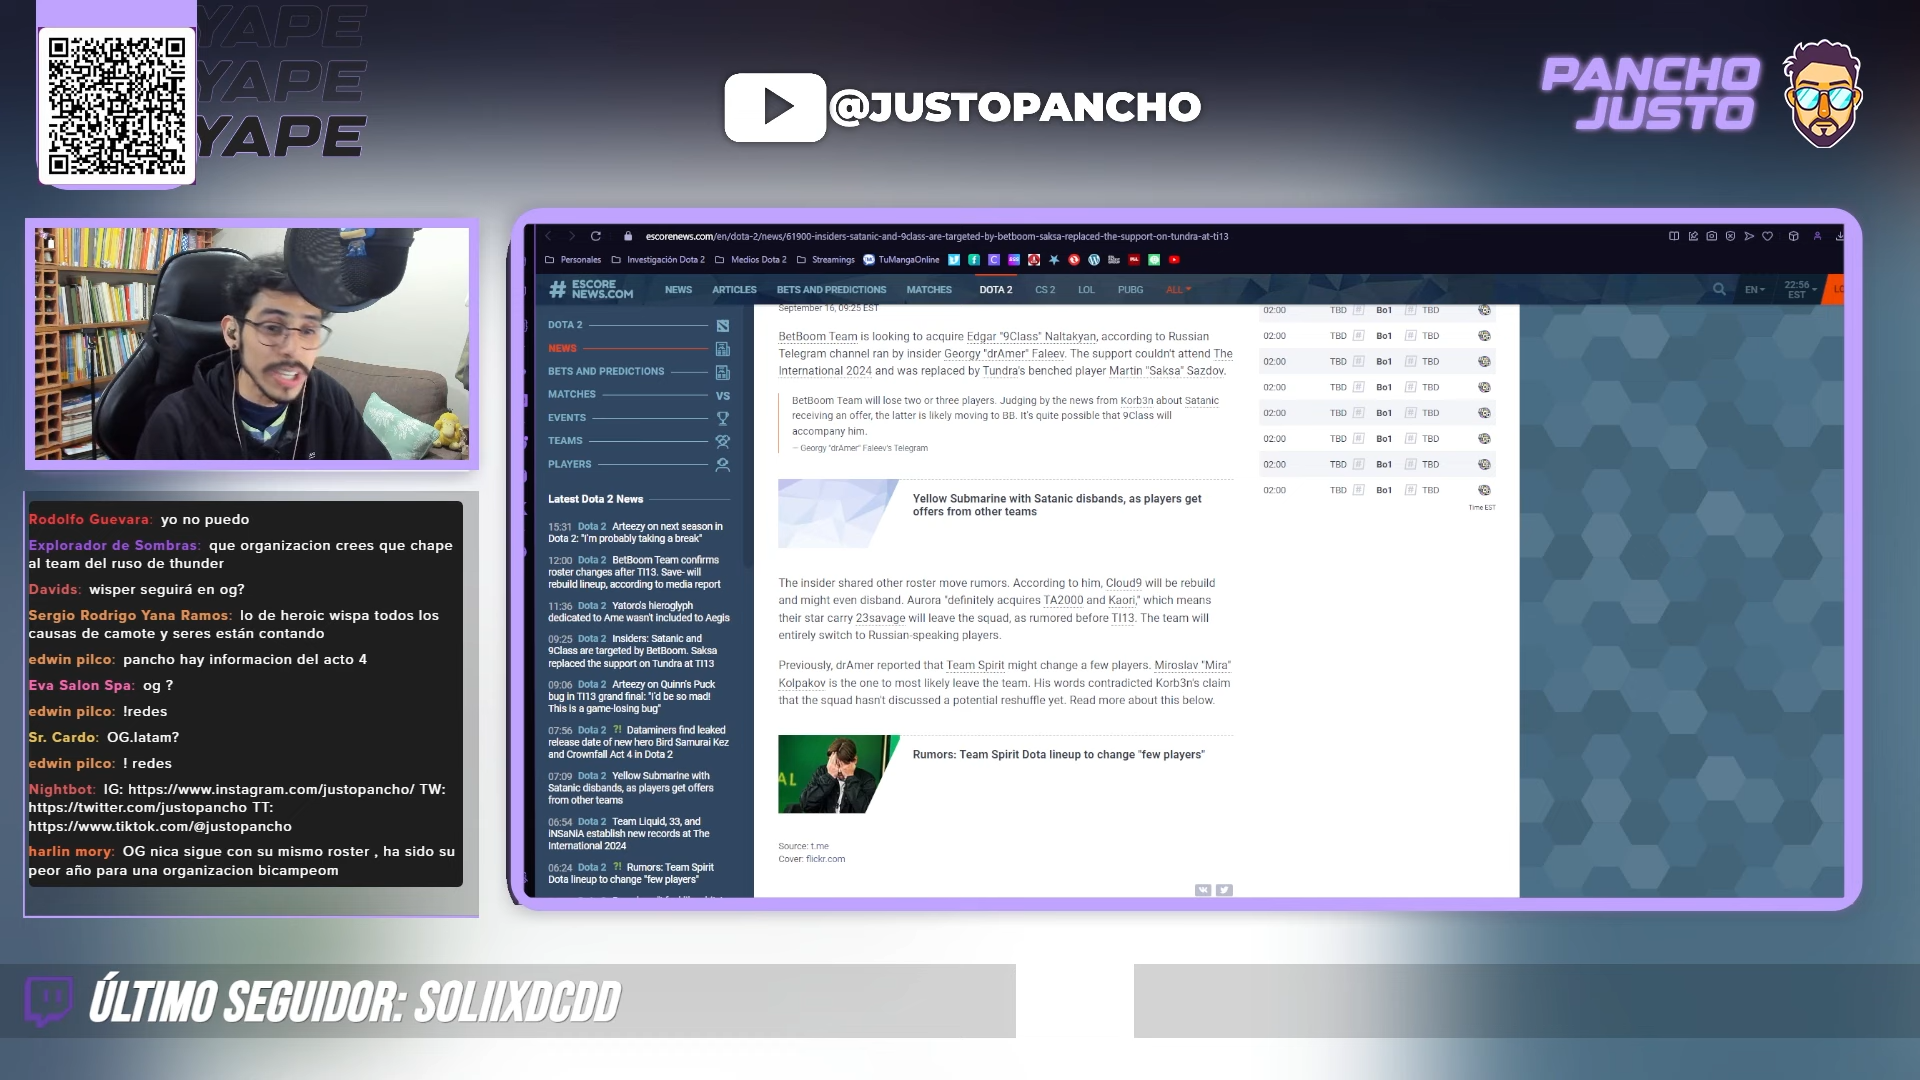 YAPE
YAPE
YAPE
@JUSTOPANCHO
PANCHO
JUSTO
escorenews.com/en/dota-2/news/61900-insiders-satanic-and-9class-are-targeted-by-betboom-saksa-replaced-the-support-on-tundra-at-ti13
Personales
Investigación Dota 2
Medios Dota 2
Streamings
TuMangaOnline
# ESCORE
NEWS.COM
NEWS
ARTICLES
BETS AND PREDICTIONS
MATCHES
DOTA 2
CS 2
LOL
PUBG
ALL
EN
22:56
EST
DOTA 2
NEWS
BETS AND PREDICTIONS
MATCHES
VS
EVENTS
TEAMS
PLAYERS
Latest Dota 2 News
15:31 Dota 2 Arteezy on next season in
Dota 2: "I'm probably taking a break"
12:00 Dota 2 BetBoom Team confirms
roster changes after TI13. Save- will
rebuild lineup, according to media report
11:36 Dota 2 Yatoro's hieroglyph
dedicated to Ame wasn't included to Aegis
09:25 Dota 2 Insiders: Satanic and
9Class are targeted by BetBoom. Saksa
replaced the support on Tundra at TI13
09:06 Dota 2 Arteezy on Quinn's Puck
bug in TI13 grand final: "I'd be so mad!
This is a game-losing bug"
07:56 Dota 2 ?! Dataminers find leaked
release date of new hero Bird Samurai Kez
and Crownfall Act 4 in Dota 2
07:09 Dota 2 Yellow Submarine with
Satanic disbands, as players get offers
from other teams
06:54 Dota 2 Team Liquid, 33, and
iNSaNiA establish new records at The
International 2024
06:24 Dota 2 ?! Rumors: Team Spirit
Dota lineup to change "few players"
September 16, 09:25 EST
BetBoom Team is looking to acquire Edgar "9Class" Naltakyan, according to Russian
Telegram channel ran by insider Georgy "drAmer" Faleev. The support couldn't attend The
International 2024 and was replaced by Tundra's benched player Martin "Saksa" Sazdov.
BetBoom Team will lose two or three players. Judging by the news from Korb3n about Satanic
receiving an offer, the latter is likely moving to BB. It's quite possible that 9Class will
accompany him.
— Georgy "drAmer" Faleev's Telegram
Yellow Submarine with Satanic disbands, as players get
offers from other teams
The insider shared other roster move rumors. According to him, Cloud9 will be rebuild
and might even disband. Aurora "definitely acquires TA2000 and Kaori," which means
their star carry 23savage will leave the squad, as rumored before TI13. The team will
entirely switch to Russian-speaking players.
Previously, drAmer reported that Team Spirit might change a few players. Miroslav "Mira"
Kolpakov is the one to most likely leave the team. His words contradicted Korb3n's claim
that the squad hasn't discussed a potential reshuffle yet. Read more about this below.
Rumors: Team Spirit Dota lineup to change "few players"
Source: t.me
Cover: flickr.com
02:00 TBD # Bo1 # TBD
02:00 TBD # Bo1 # TBD
02:00 TBD # Bo1 # TBD
02:00 TBD # Bo1 # TBD
02:00 TBD # Bo1 # TBD
02:00 TBD # Bo1 # TBD
02:00 TBD # Bo1 # TBD
02:00 TBD # Bo1 # TBD
Time EST
Rodolfo Guevara: yo no puedo
Explorador de Sombras: que organizacion crees que chape
al team del ruso de thunder
Davids: wisper seguirá en og?
Sergio Rodrigo Yana Ramos: lo de heroic wispa todos los
causas de camote y seres están contando
edwin pilco: pancho hay informacion del acto 4
Eva Salon Spa: og ?
edwin pilco: !redes
Sr. Cardo: OG.latam?
edwin pilco: ! redes
Nightbot: IG: https://www.instagram.com/justopancho/ TW:
https://twitter.com/justopancho TT:
https://www.tiktok.com/@justopancho
harlin mory: OG nica sigue con su mismo roster , ha sido su
peor año para una organizacion bicampeom
ÚLTIMO SEGUIDOR: SOLIIXDCDD